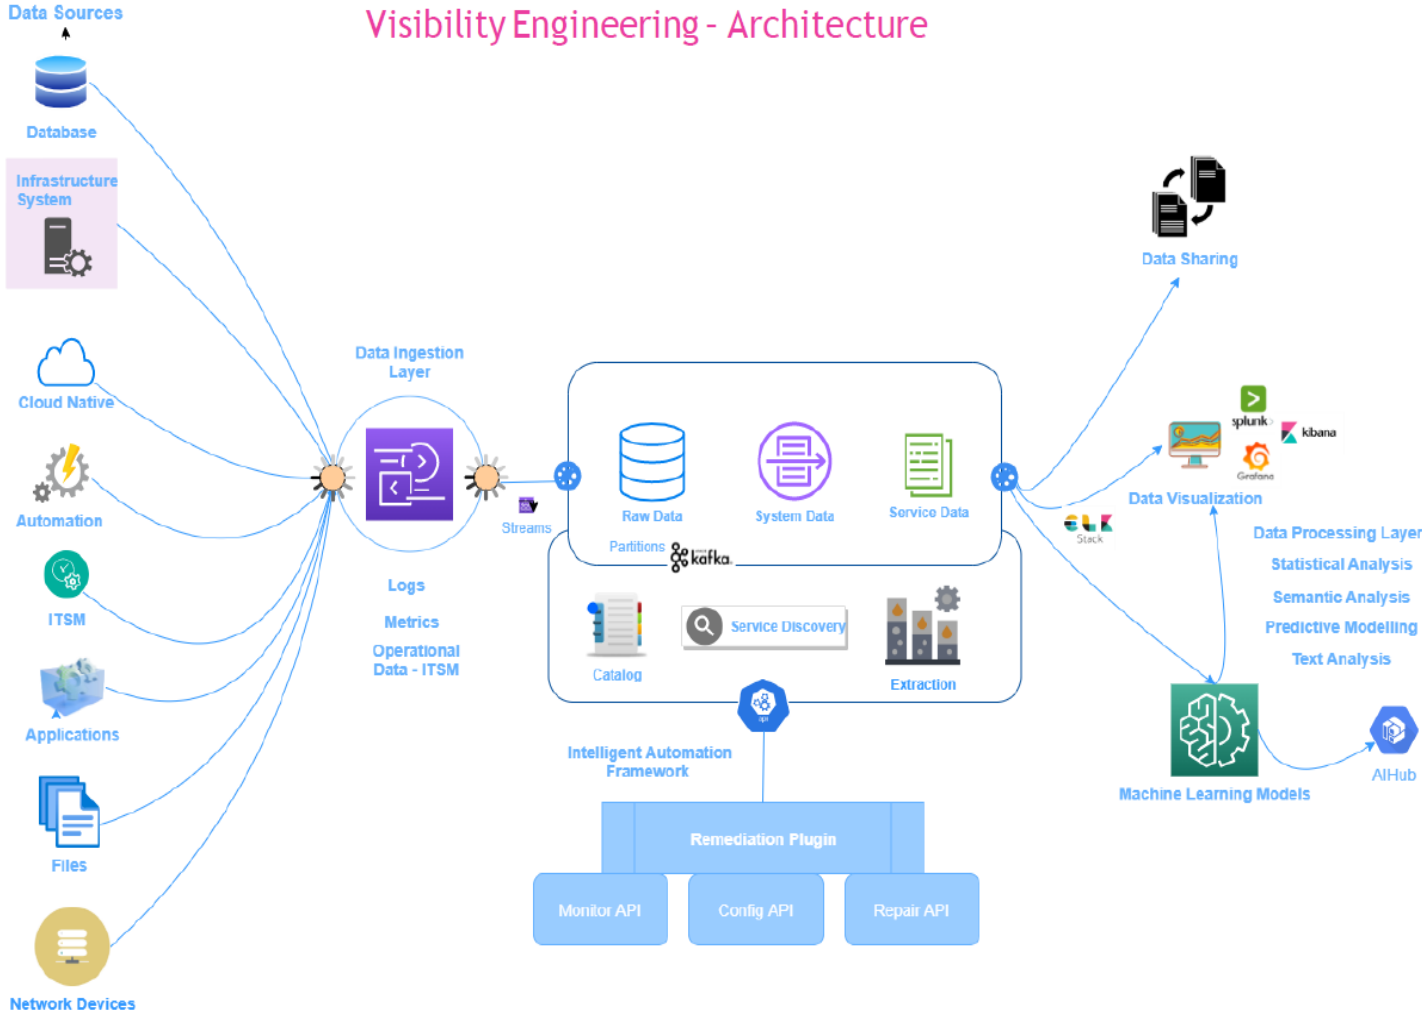 Visibility Engineering - Architecture
Data Sources
Database
Infrastructure
System
Cloud Native
Automation
ITSM
Applications
Files
Network Devices
Data Ingestion
Layer
Logs
Metrics
Operational
Data - ITSM
Streams
Raw Data
System Data
Service Data
Partitions
kafka
Catalog
Service Discovery
Extraction
api
Intelligent Automation
Framework
Remediation Plugin
Monitor API
Config API
Repair API
Data Sharing
splunk>
kibana
Grafana
Data Visualization
ELK
Stack
Data Processing Layer
Statistical Analysis
Semantic Analysis
Predictive Modelling
Text Analysis
Machine Learning Models
AIHub